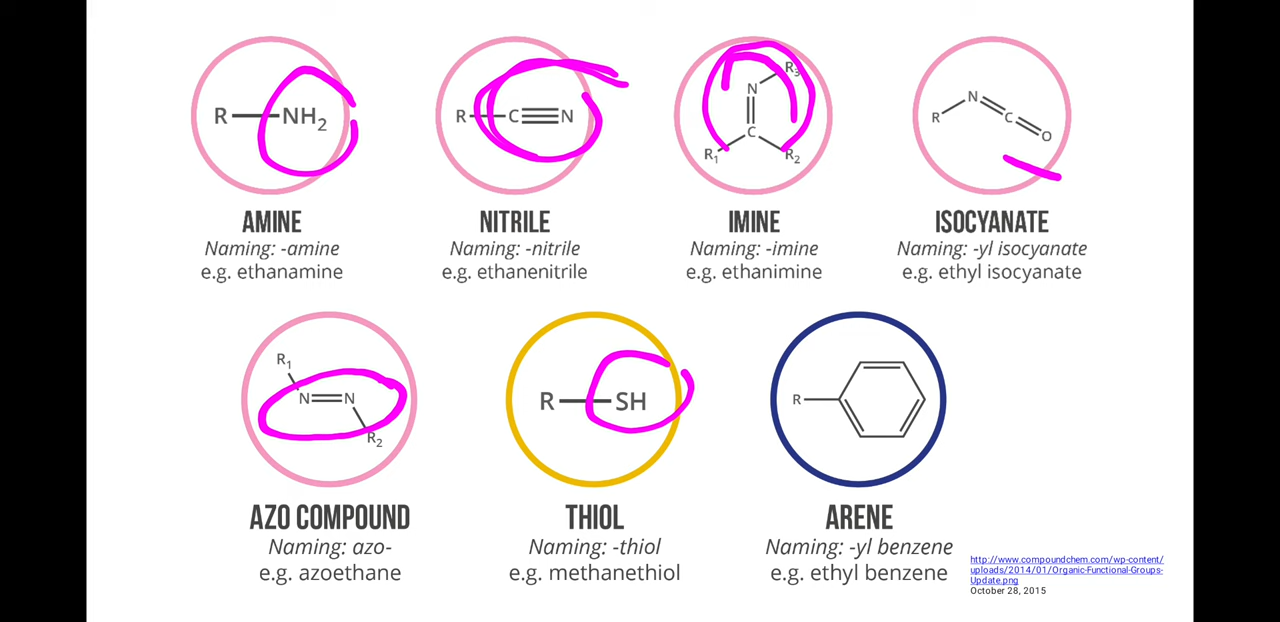 R—NH2
R—C≡N
N
R3
C
R1
R2
R
N
C
O
AMINE
Naming: -amine
e.g. ethanamine
NITRILE
Naming: -nitrile
e.g. ethanenitrile
IMINE
Naming: -imine
e.g. ethanimine
ISOCYANATE
Naming: -yl isocyanate
e.g. ethyl isocyanate
R1
N=N
R2
R—SH
R
AZO COMPOUND
Naming: azo-
e.g. azoethane
THIOL
Naming: -thiol
e.g. methanethiol
ARENE
Naming: -yl benzene
e.g. ethyl benzene
http://www.compoundchem.com/wp-content/
uploads/2014/01/Organic-Functional-Groups-
Update.png
October 28, 2015